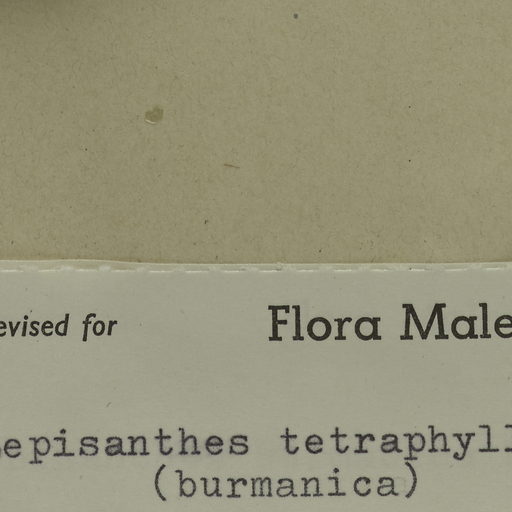 evised for Flora Male
episanthes tetraphyll
(burmanica)